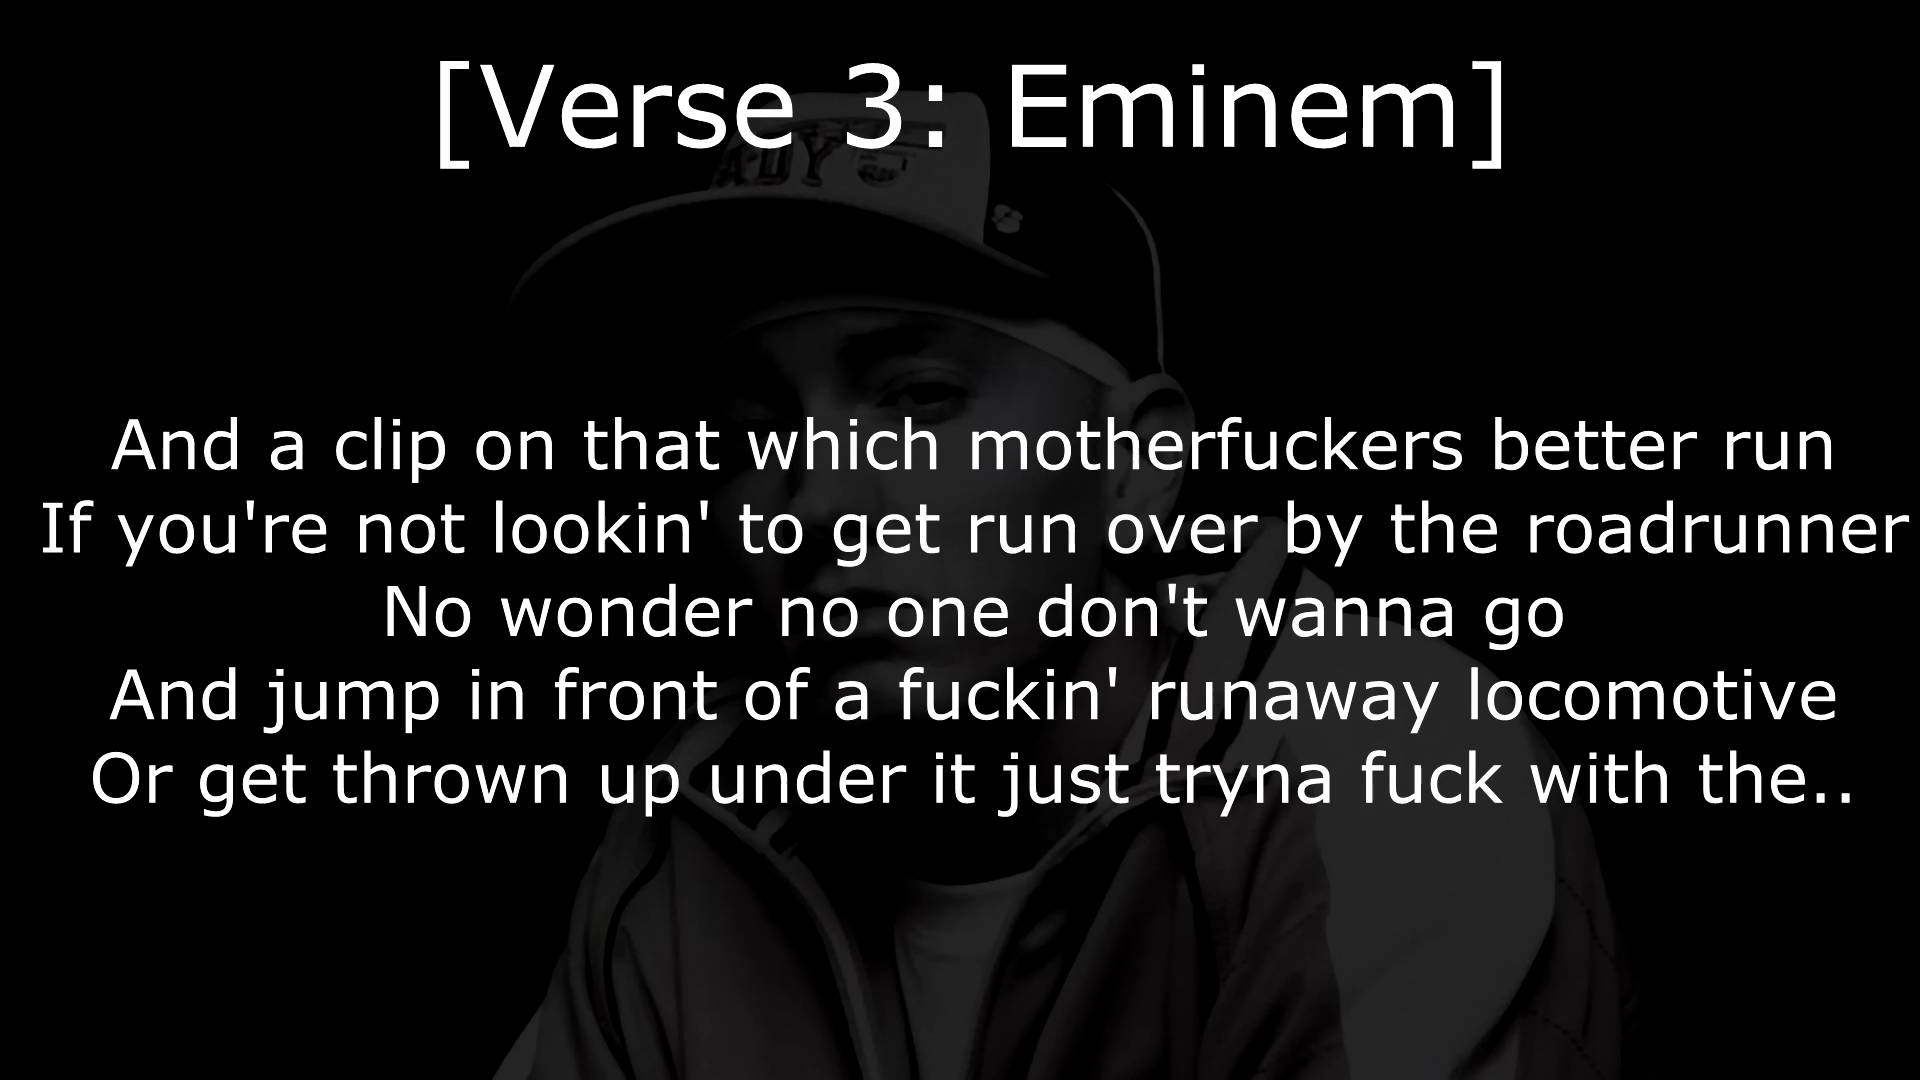 [Verse 3: Eminem]
ADY
And a clip on that which motherfuckers better run
If you're not lookin' to get run over by the roadrunner
No wonder no one don't wanna go
And jump in front of a fuckin' runaway locomotive
Or get thrown up under it just tryna fuck with the..